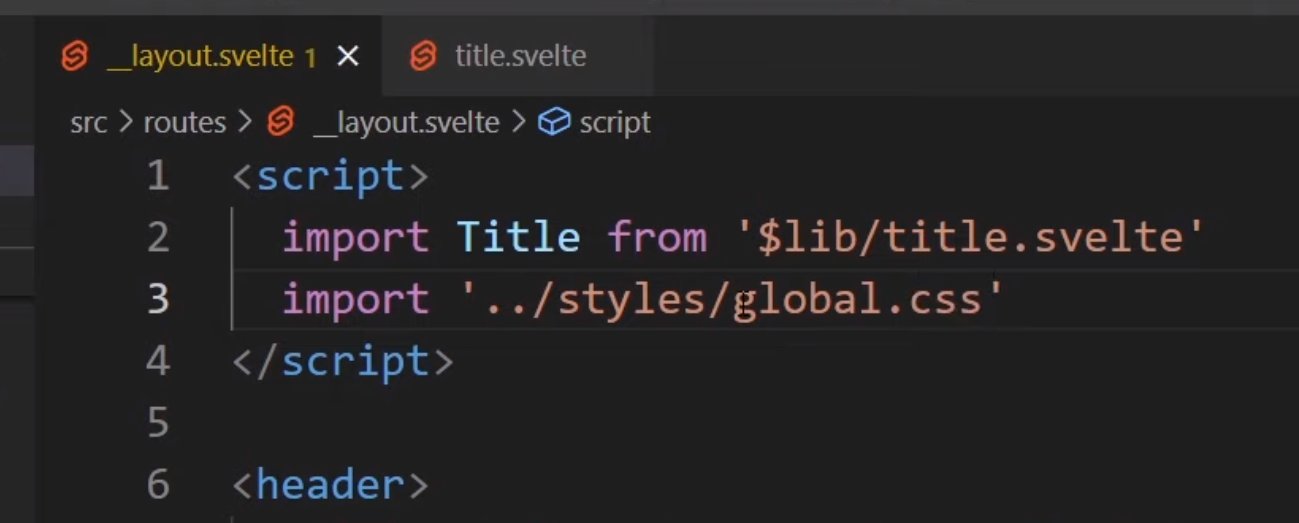 __layout.svelte 1 × title.svelte
src > routes > __layout.svelte > script
1 <script>
2 import Title from '$lib/title.svelte'
3 import '../styles/global.css'
4 </script>
5
6 <header>